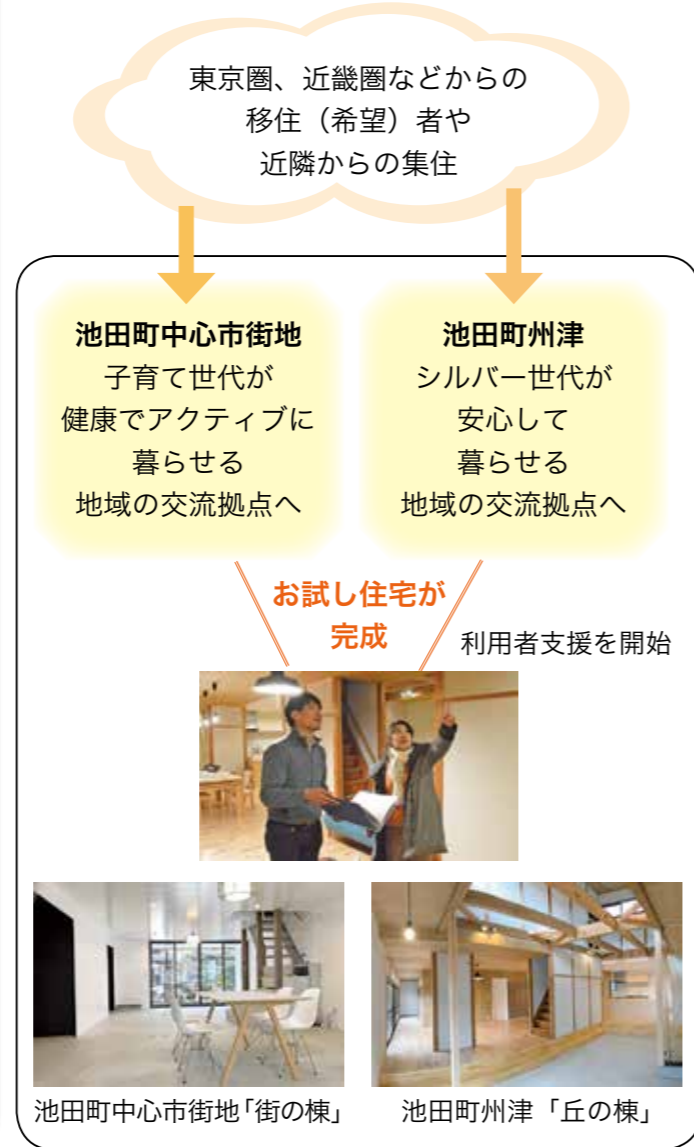 東京圏、近畿圏などからの
移住（希望）者や
近隣からの集住
池田町中心市街地
子育て世代が
健康でアクティブに
暮らせる
地域の交流拠点へ
池田町州津
シルバー世代が
安心して
暮らせる
地域の交流拠点へ
お試し住宅が
完成
利用者支援を開始
池田町中心市街地「街の棟」
池田町州津「丘の棟」